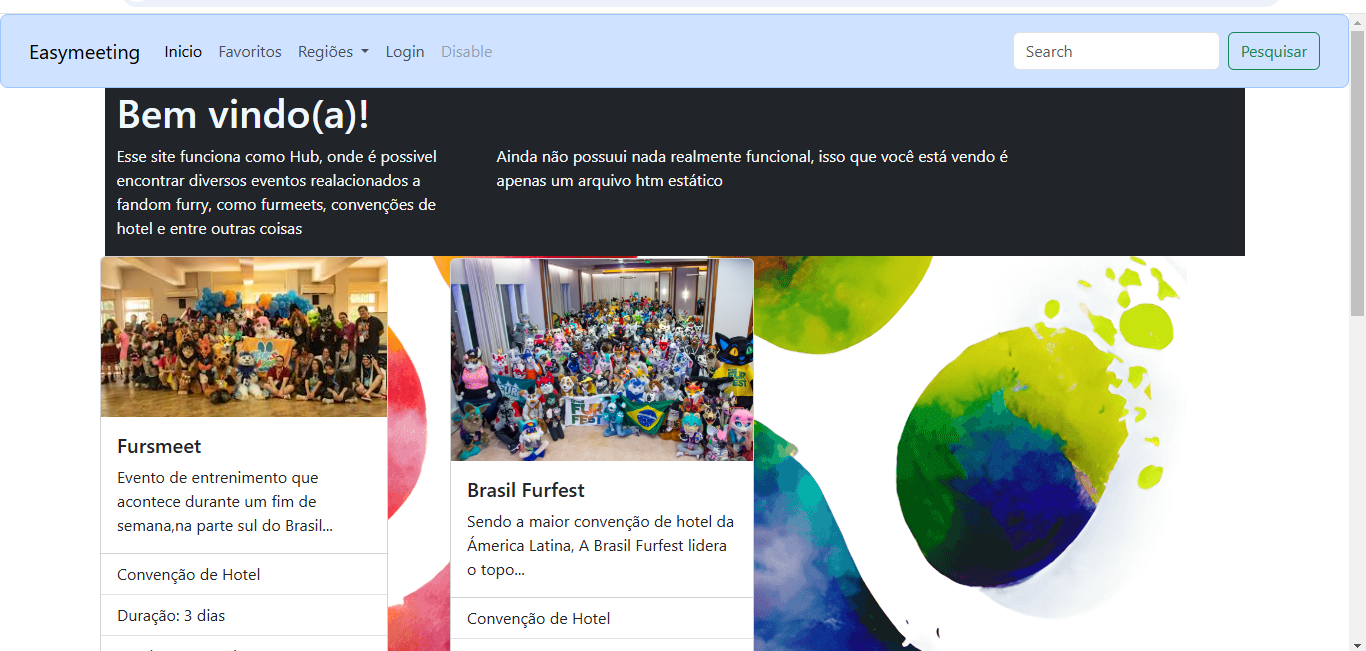 Easymeeting Inicio Favoritos Regiões Login Disable Search Pesquisar
Bem vindo(a)!
Esse site funciona como Hub, onde é possivel
encontrar diversos eventos realacionados a
fandom furry, como furmeets, convenções de
hotel e entre outras coisas
Ainda não possuui nada realmente funcional, isso que você está vendo é
apenas um arquivo htm estático
Fursmeet
Evento de entrenimento que
acontece durante um fim de
semana,na parte sul do Brasil...
Convenção de Hotel
Duração: 3 dias
FUR
FEST
Brasil Furfest
Sendo a maior convenção de hotel da
Ámerica Latina, A Brasil Furfest lidera
o topo...
Convenção de Hotel